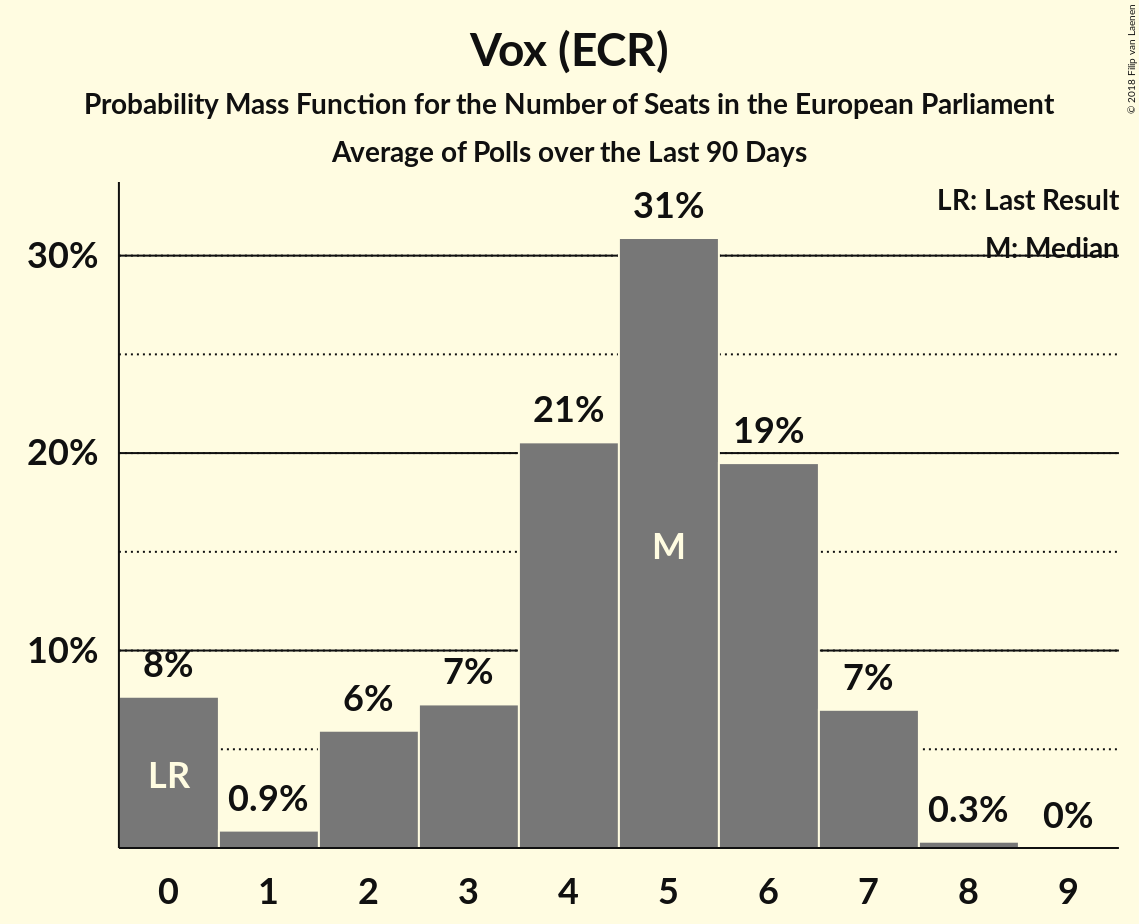 Vox (ECR)
Probability Mass Function for the Number of Seats in the European Parliament
Average of Polls over the Last 90 Days
© 2018 Filip van Laenen
LR: Last Result
M: Median
30%
20%
10%
8%
0.9%
6%
7%
21%
31%
19%
7%
0.3%
0%
LR
M
0 1 2 3 4 5 6 7 8 9